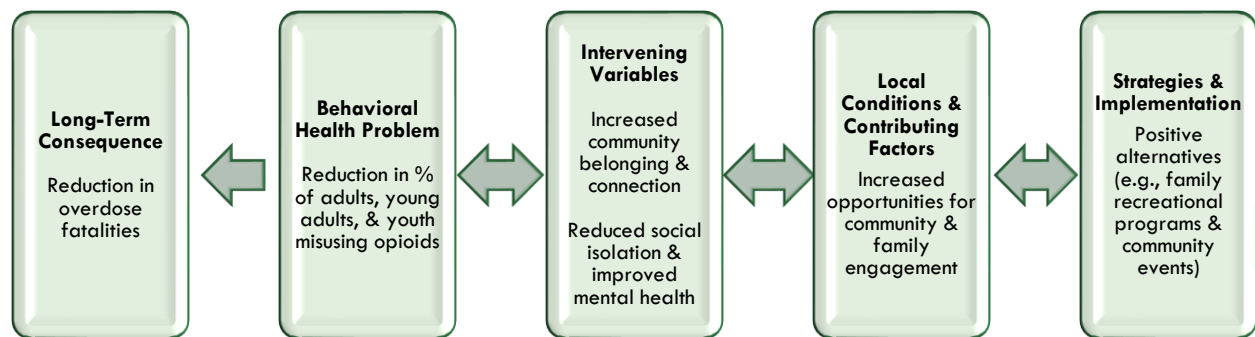 Long-Term
Consequence
Reduction in
overdose
fatalities
Behavioral
Health Problem
Reduction in %
of adults, young
adults, & youth
misusing opioids
Intervening
Variables
Increased
community
belonging &
connection
Reduced social
isolation &
improved
mental health
Local
Conditions &
Contributing
Factors
Increased
opportunities for
community &
family
engagement
Strategies &
Implementation
Positive
alternatives
(e.g., family
recreational
programs &
community
events)